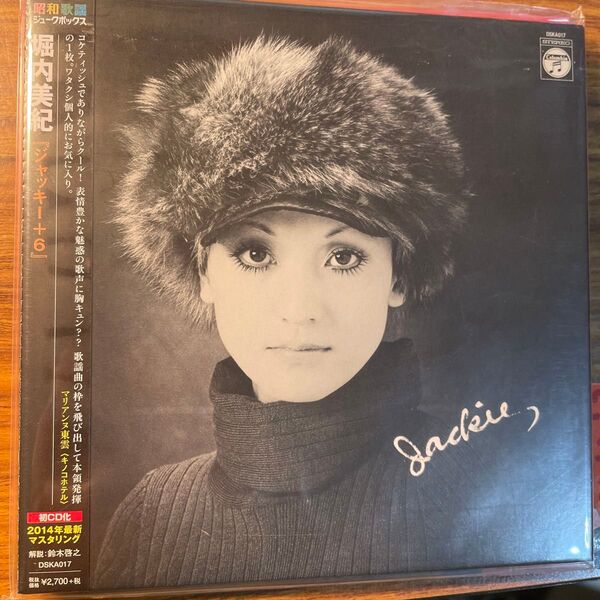 昭和歌謡
ジュークボックス
堀内美紀
『ジャッキー+6』
コケティッシュでありながらクール！ 表情豊かな魅惑の歌声に胸キュン？？ 歌謡曲の枠を飛び出して本領発揮
の１枚。ワタクシ個人的にお気に入り。
マリアンヌ東雲（キノコホテル）
初CD化
2014年最新
マスタリング
解説：鈴木啓之
DSKA017
税抜価格 ¥2,700+税
DSKA017
STEREO
Columbia
Jackie,